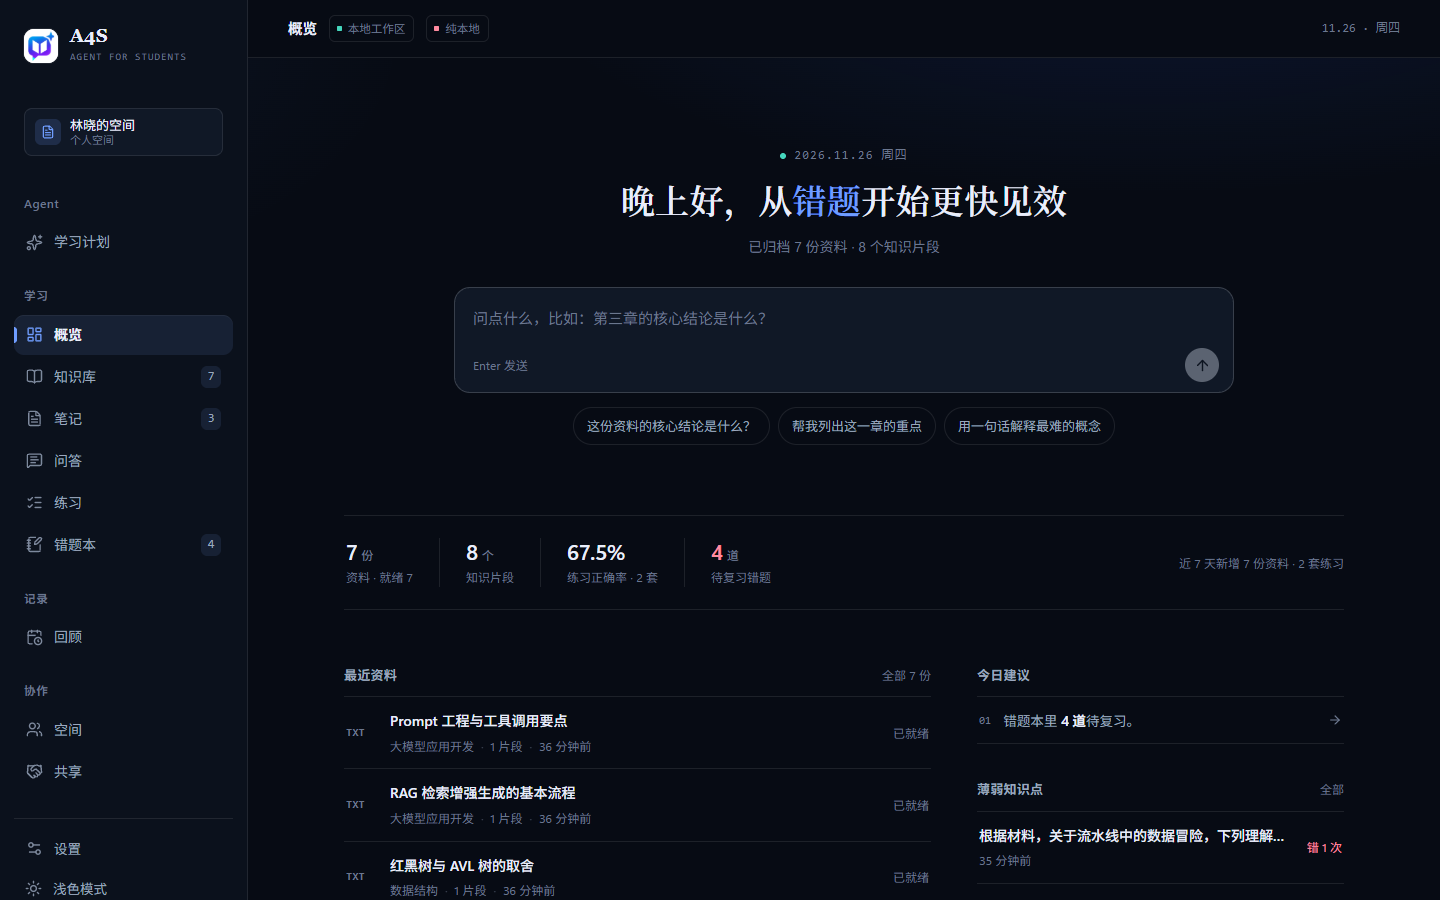 A4S
AGENT FOR STUDENTS
林晓的空间
个人空间
Agent
学习计划
学习
概览
知识库 7
笔记 3
问答
练习
错题本 4
记录
回顾
协作
空间
共享
设置
浅色模式
概览 本地工作区 纯本地
11.26 · 周四
2026.11.26 周四
晚上好，从错题开始更快见效
已归档 7 份资料 · 8 个知识片段
问点什么，比如：第三章的核心结论是什么？
Enter 发送
这份资料的核心结论是什么？ 帮我列出这一章的重点 用一句话解释最难的概念
7 份
资料 · 就绪 7
8 个
知识片段
67.5%
练习正确率 · 2 套
4 道
待复习错题
近 7 天新增 7 份资料 · 2 套练习
最近资料 全部 7 份
TXT
Prompt 工程与工具调用要点
大模型应用开发 · 1 片段 · 36 分钟前
已就绪
TXT
RAG 检索增强生成的基本流程
大模型应用开发 · 1 片段 · 36 分钟前
已就绪
TXT
红黑树与 AVL 树的取舍
数据结构 · 1 片段 · 36 分钟前
已就绪
今日建议
01 错题本里 4 道待复习。
薄弱知识点 全部
根据材料，关于流水线中的数据冒险，下列理解...
35 分钟前
错 1 次